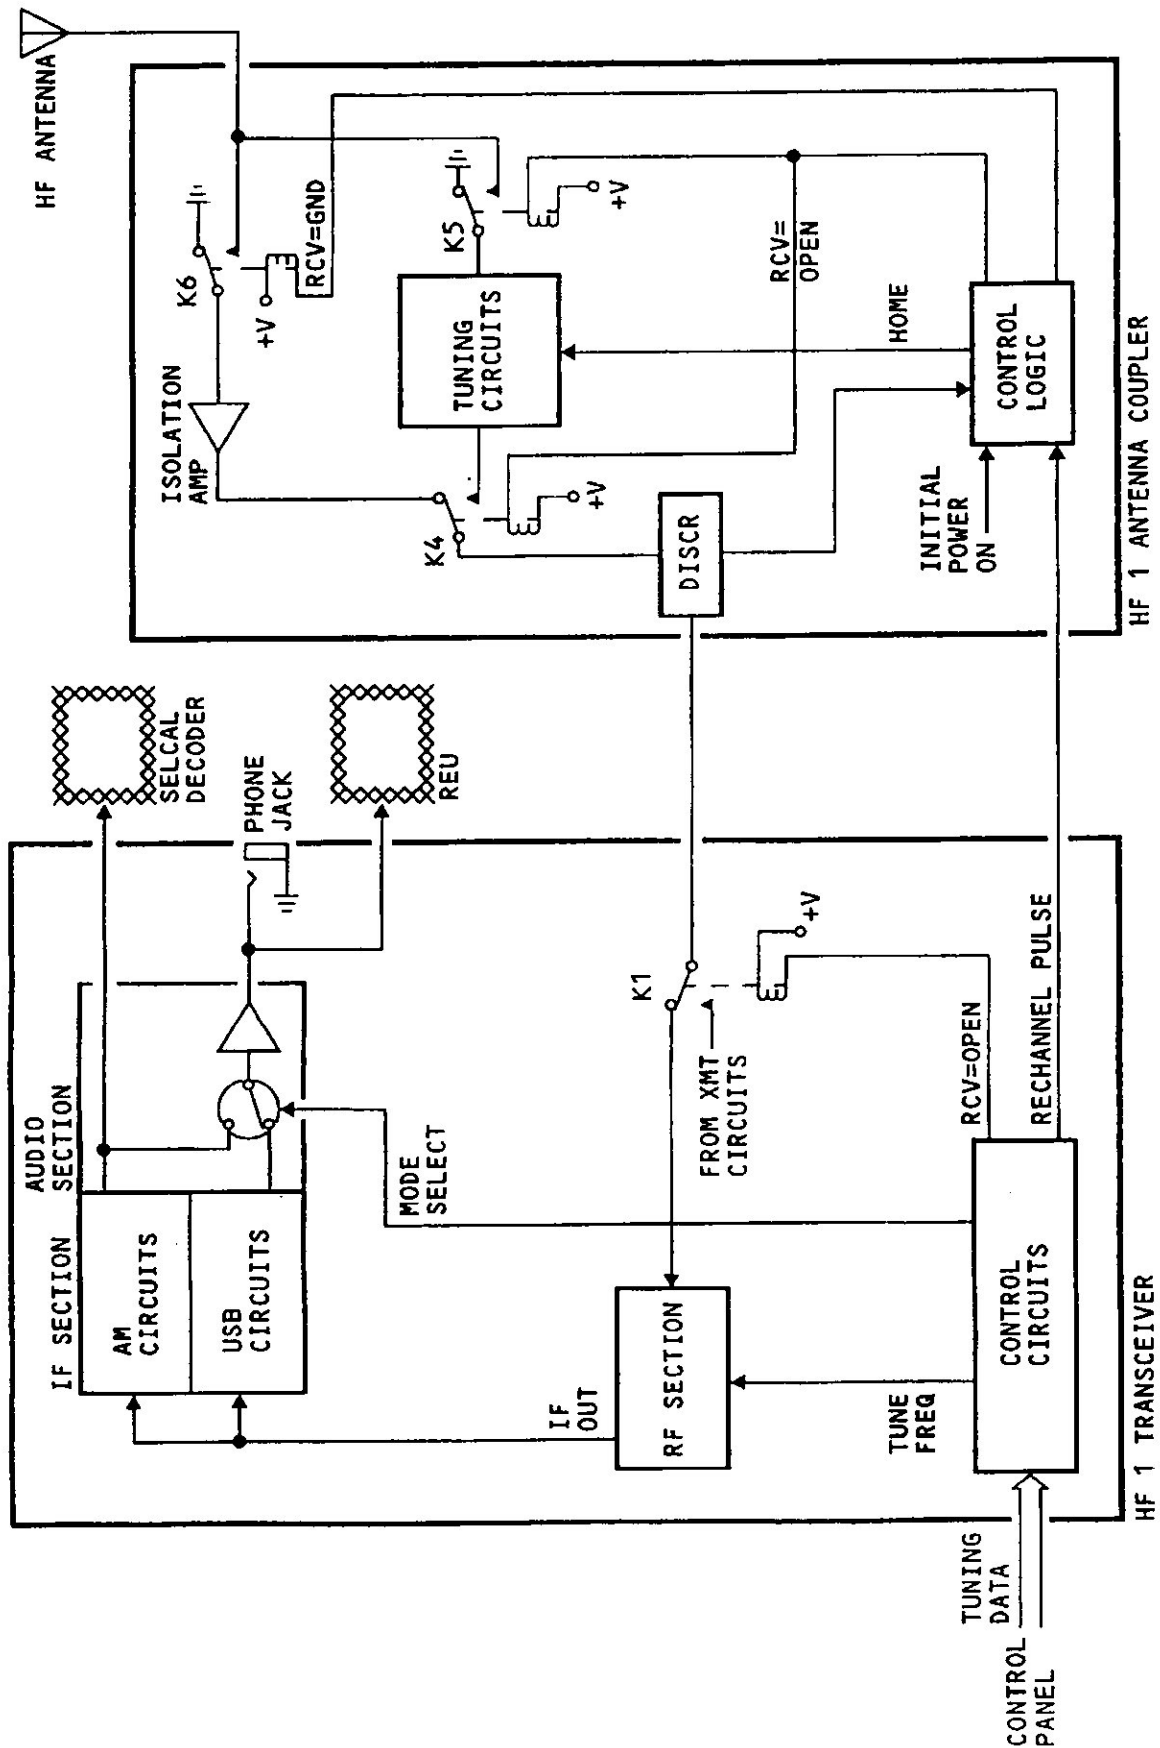 HF ANTENNA
K6
+V
RCV=GND
ISOLATION
AMP
K5
+V
TUNING
CIRCUITS
K4
+V
RCV=
OPEN
HOME
DISCR
INITIAL
POWER
ON
CONTROL
LOGIC
HF 1 ANTENNA COUPLER
SELCAL
DECODER
PHONE
JACK
REU
AUDIO
SECTION
IF SECTION
AM
CIRCUITS
USB
CIRCUITS
MODE
SELECT
K1
+V
FROM XMT
CIRCUITS
RCV=OPEN
RECHANNEL PULSE
IF
OUT
RF SECTION
TUNE
FREQ
CONTROL
CIRCUITS
HF 1 TRANSCEIVER
TUNING
DATA
CONTROL
PANEL